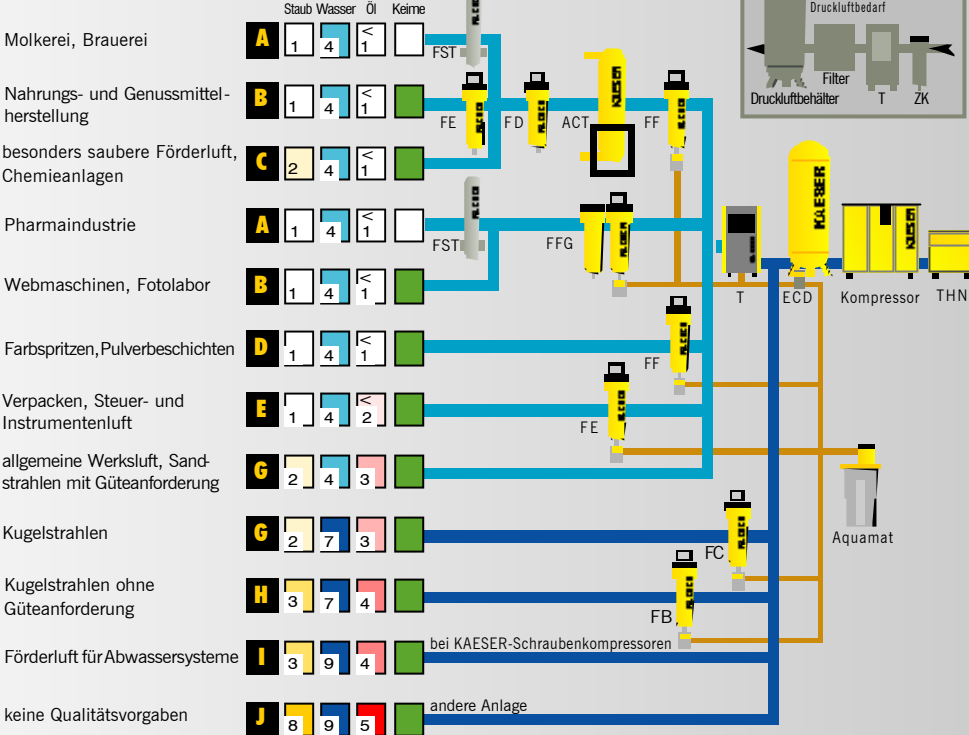 Staub Wasser Öl Keime
Molkerei, Brauerei
A 1 4 < 1
FST
Nahrungs- und Genussmittel-
herstellung
B 1 4 < 1
FE FD ACT FF
KAESER
besonders saubere Förderluft,
Chemieanlagen
C 2 4 < 1
Pharmaindustrie
A 1 4 < 1
FST
FFG
Webmaschinen, Fotolabor
B 1 4 < 1
Farbspritzen, Pulverbeschichten
D 1 4 < 1
FF
Verpacken, Steuer- und
Instrumentenluft
E 1 4 < 2
FE
allgemeine Werksluft, Sand-
strahlen mit Güteanforderung
G 2 4 3
Kugelstrahlen
G 2 7 3
FC
Kugelstrahlen ohne
Güteanforderung
H 3 7 4
FB
Förderluft für Abwassersysteme
I 3 9 4
bei KAESER-Schraubenkompressoren
keine Qualitätsvorgaben
J 8 9 5
andere Anlage
Druckluftbedarf
Filter
Druckluftbehälter T ZK
KAESER
KAESER
T ECD Kompressor THN
Aquamat